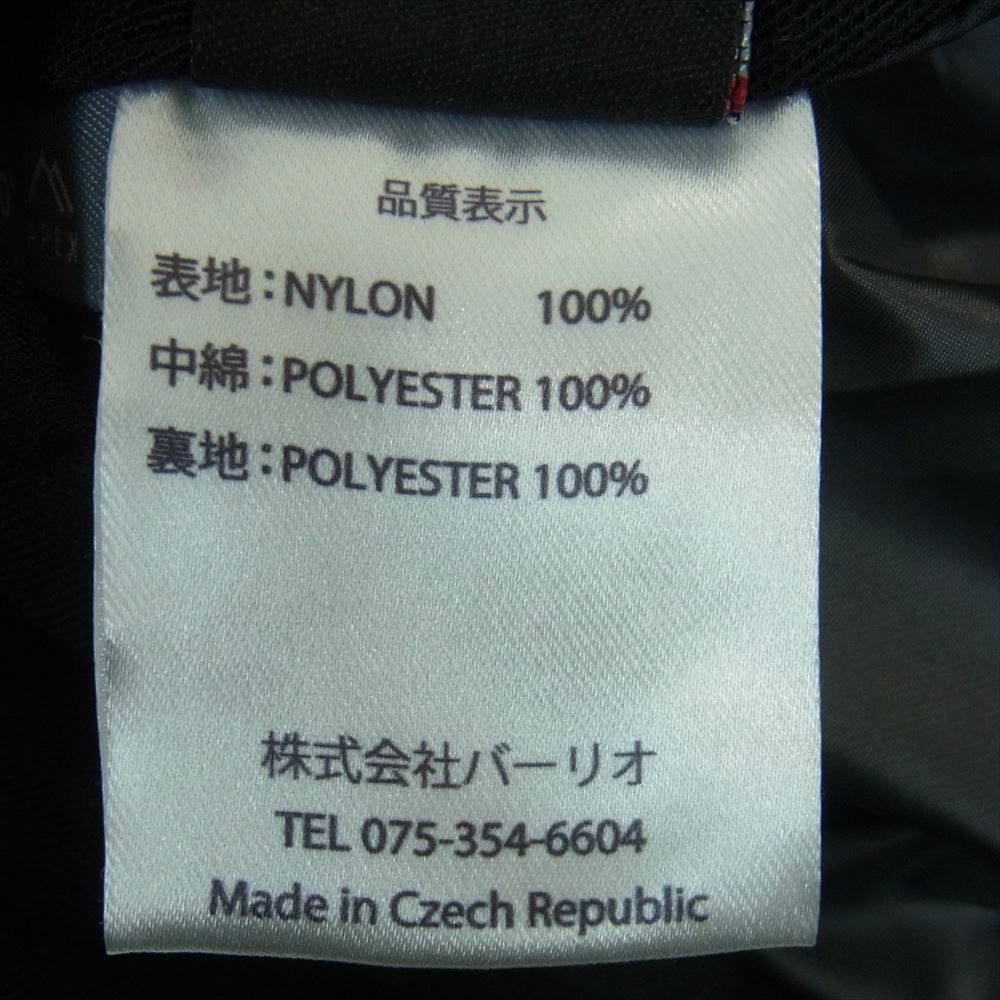 品質表示
表地：NYLON 100%
中綿：POLYESTER 100%
裏地：POLYESTER 100%
株式会社バーリオ
TEL 075-354-6604
Made in Czech Republic